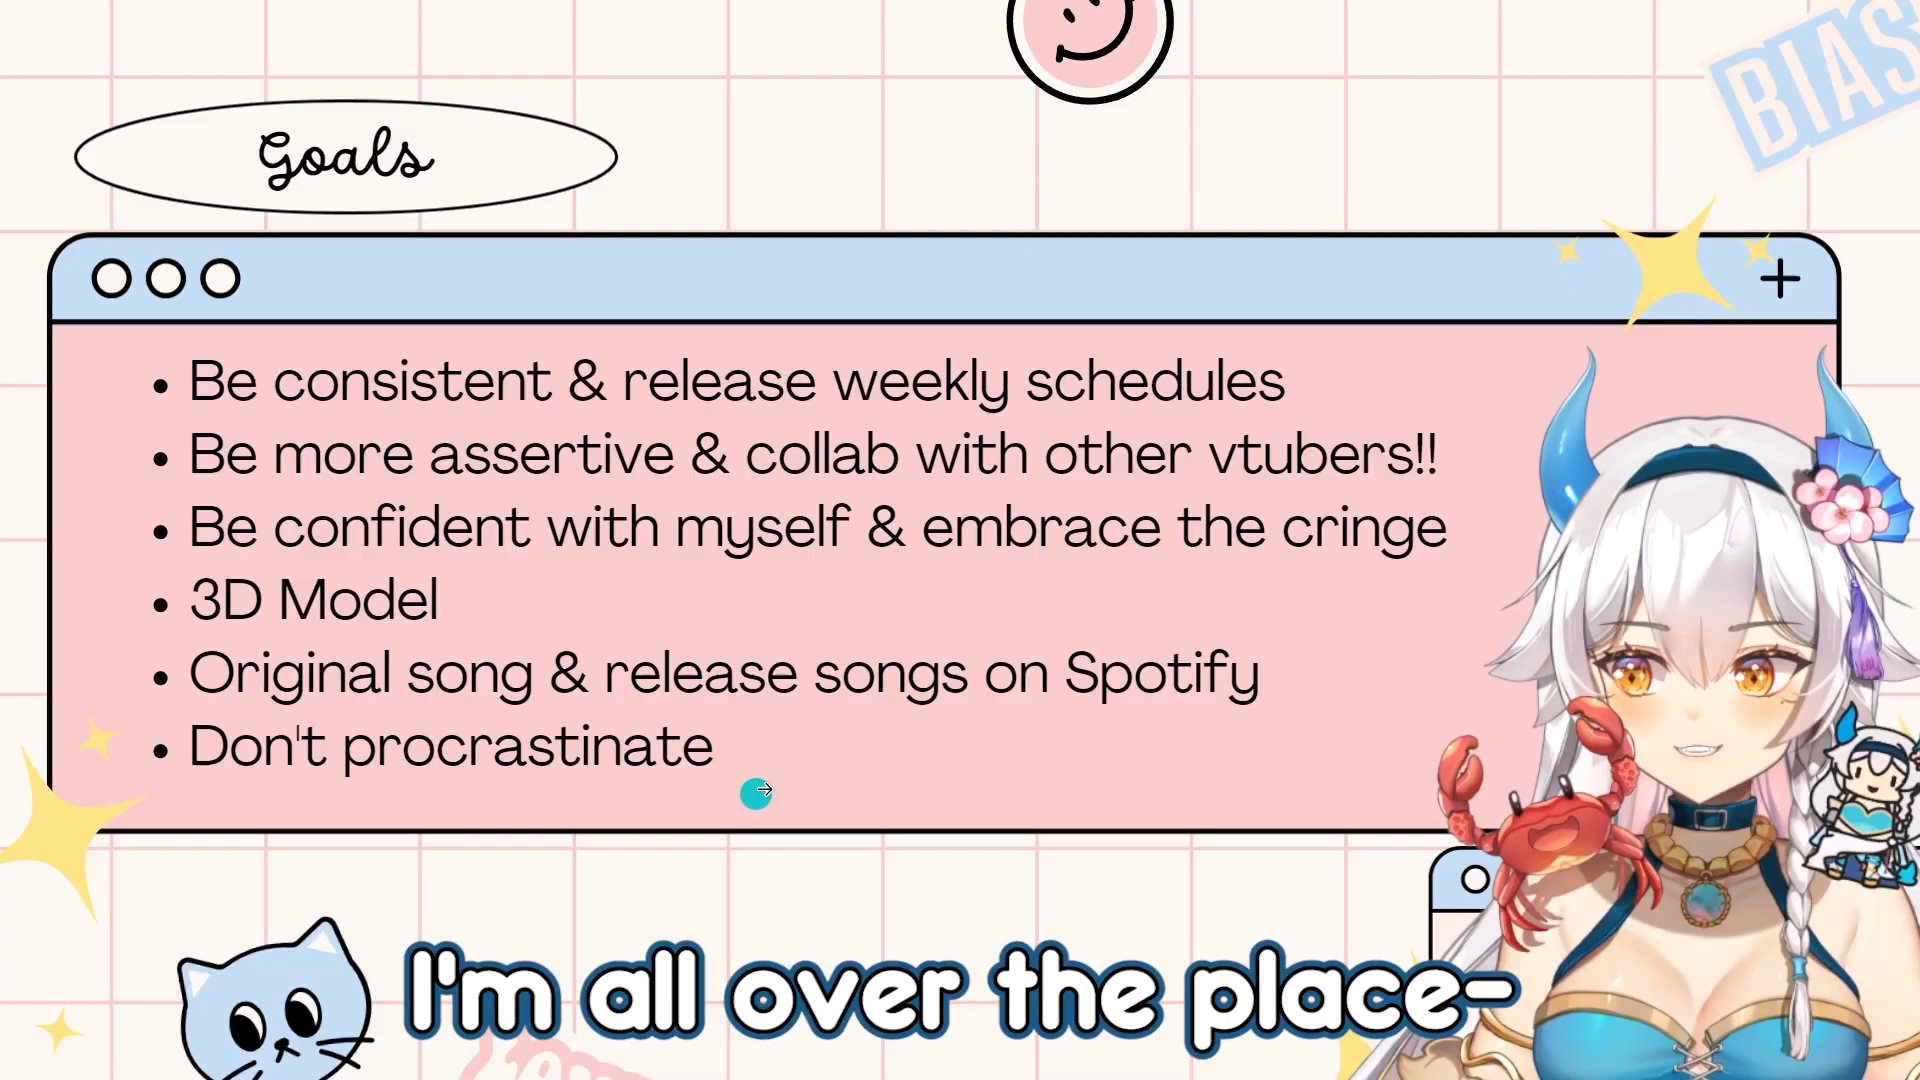 BIAS
Goals
Be consistent & release weekly schedules
Be more assertive & collab with other vtubers!!
Be confident with myself & embrace the cringe
3D Model
Original song & release songs on Spotify
Don't procrastinate
I'm all over the place-